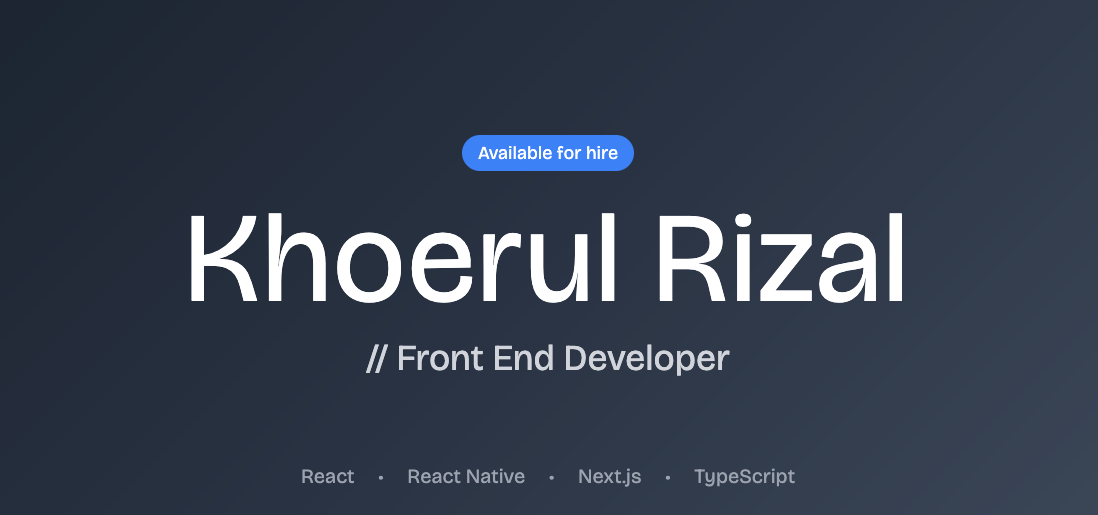 Available for hire
Khoerul Rizal
// Front End Developer
React • React Native • Next.js • TypeScript